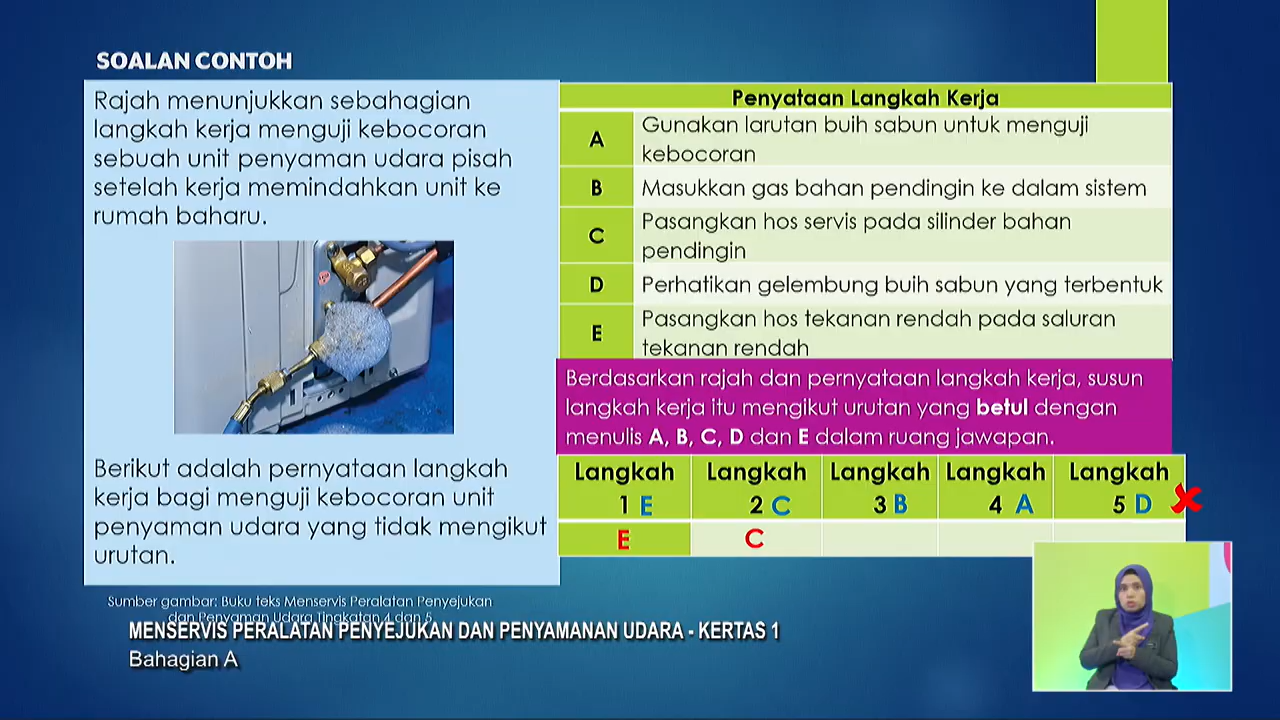 SOALAN CONTOH
Rajah menunjukkan sebahagian
langkah kerja menguji kebocoran
sebuah unit penyaman udara pisah
setelah kerja memindahkan unit ke
rumah baharu.
Berikut adalah pernyataan langkah
kerja bagi menguji kebocoran unit
penyaman udara yang tidak mengikut
urutan.
Penyataan Langkah Kerja
A
Gunakan larutan buih sabun untuk menguji
kebocoran
B
Masukkan gas bahan pendingin ke dalam sistem
C
Pasangkan hos servis pada silinder bahan
pendingin
D
Perhatikan gelembung buih sabun yang terbentuk
E
Pasangkan hos tekanan rendah pada saluran
tekanan rendah
Berdasarkan rajah dan pernyataan langkah kerja, susun
langkah kerja itu mengikut urutan yang betul dengan
menulis A, B, C, D dan E dalam ruang jawapan.
Langkah Langkah Langkah Langkah Langkah
1 E 2 C 3 B 4 A 5 D
E C
Sumber gambar: Buku teks Menservis Peralatan Penyejukan
dan Penyaman Udara Tingkatan 4 dan 5
MENSERVIS PERALATAN PENYEJUKAN DAN PENYAMANAN UDARA - KERTAS 1
Bahagian A